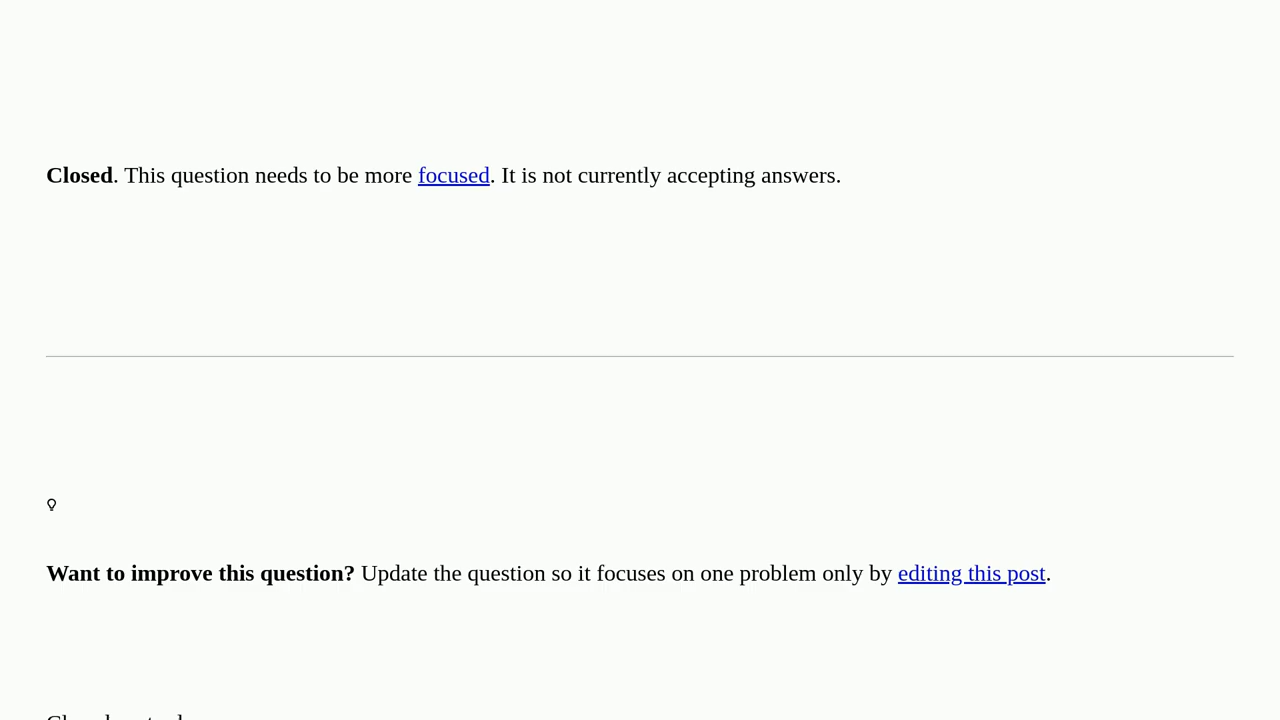 Closed. This question needs to be more focused. It is not currently accepting answers.
Want to improve this question? Update the question so it focuses on one problem only by editing this post.